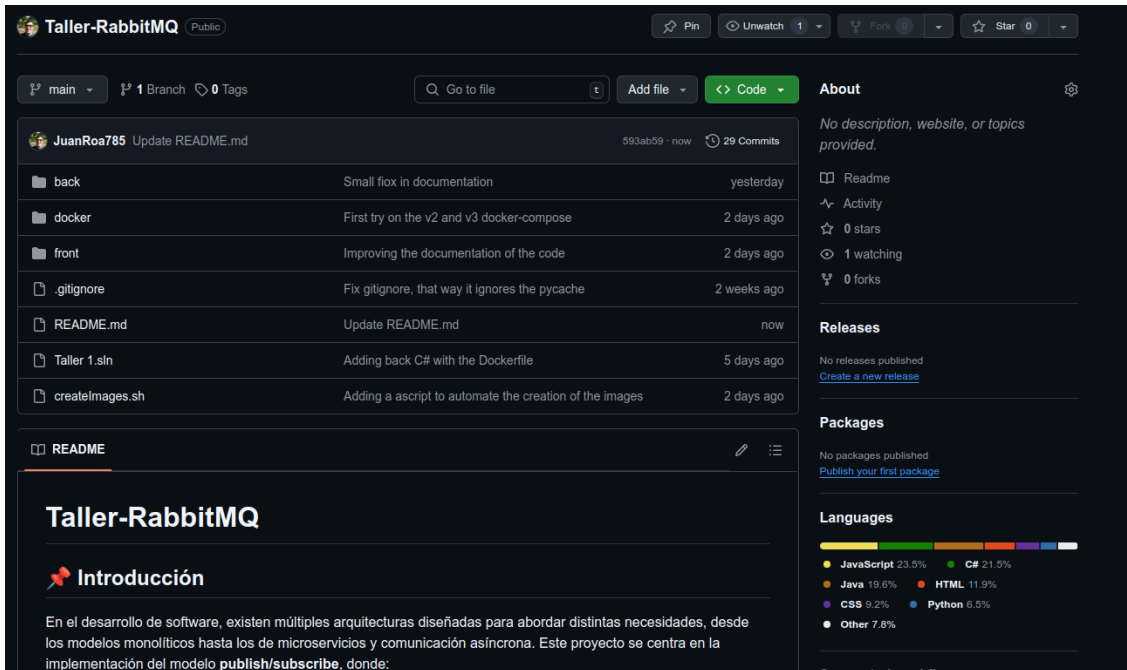 Taller-RabbitMQ Public Pin Unwatch 1 Fork 0 Star 0
main 1 Branch 0 Tags Go to file t Add file Code
JuanRoa785 Update README.md 593ab59 · now 29 Commits
back Small fiox in documentation yesterday
docker First try on the v2 and v3 docker-compose 2 days ago
front Improving the documentation of the code 2 days ago
.gitignore Fix gitignore, that way it ignores the pycache 2 weeks ago
README.md Update README.md now
Taller 1.sln Adding back C# with the Dockerfile 5 days ago
createImages.sh Adding a ascript to automate the creation of the images 2 days ago
README
Taller-RabbitMQ
📌 Introducción
En el desarrollo de software, existen múltiples arquitecturas diseñadas para abordar distintas necesidades, desde
los modelos monolíticos hasta los de microservicios y comunicación asíncrona. Este proyecto se centra en la
implementación del modelo publish/subscribe, donde:
About
No description, website, or topics
provided.
Readme
Activity
0 stars
1 watching
0 forks
Releases
No releases published
Create a new release
Packages
No packages published
Publish your first package
Languages
JavaScript 23.5% C# 21.5%
Java 19.6% HTML 11.9%
CSS 9.2% Python 6.5%
Other 7.8%